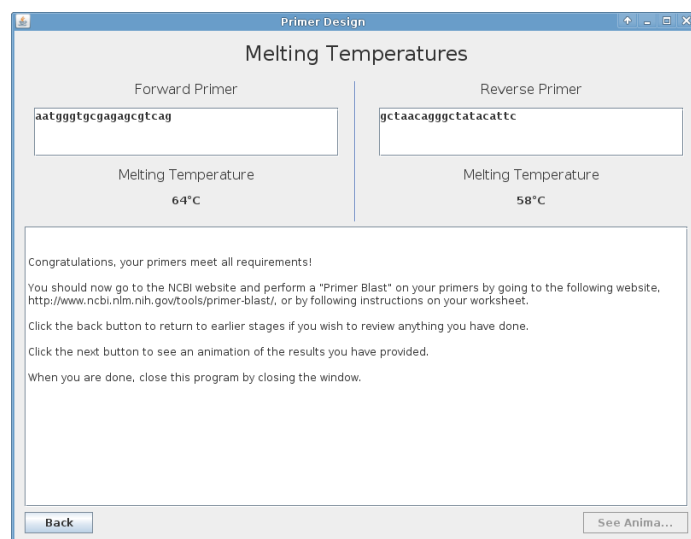 Primer Design
Melting Temperatures
Forward Primer
Reverse Primer
aatgggtgcgagagcgtcag
gctaacagggctatacattc
Melting Temperature
Melting Temperature
64°C
58°C
Congratulations, your primers meet all requirements!
You should now go to the NCBI website and perform a "Primer Blast" on your primers by going to the following website,
http://www.ncbi.nlm.nih.gov/tools/primer-blast/, or by following instructions on your worksheet.
Click the back button to return to earlier stages if you wish to review anything you have done.
Click the next button to see an animation of the results you have provided.
When you are done, close this program by closing the window.
Back
See Anima...